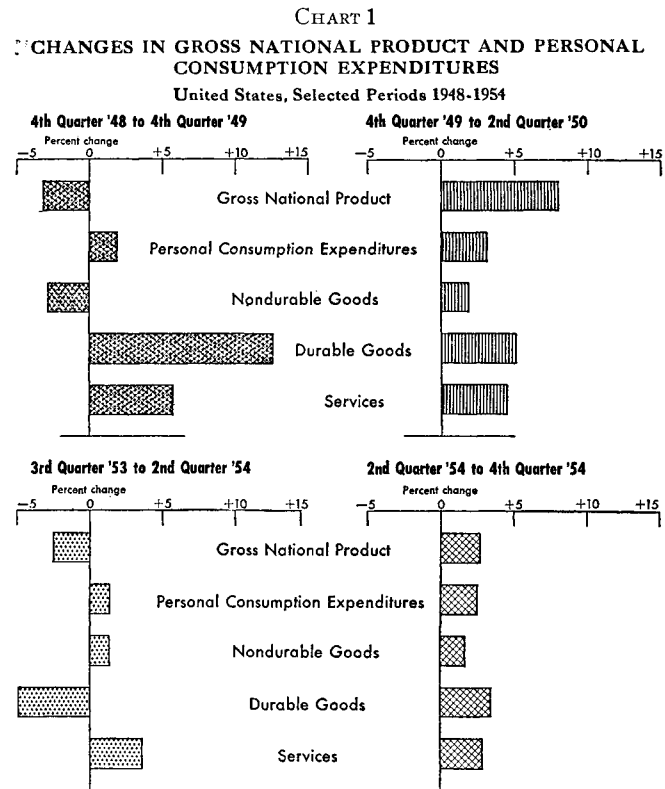 CHART 1
CHANGES IN GROSS NATIONAL PRODUCT AND PERSONAL
CONSUMPTION EXPENDITURES
United States, Selected Periods 1948-1954
4th Quarter '48 to 4th Quarter '49
Percent change
-5 0 +5 +10 +15
4th Quarter '49 to 2nd Quarter '50
Percent change
-5 0 +5 +10 +15
Gross National Product
Personal Consumption Expenditures
Nondurable Goods
Durable Goods
Services
3rd Quarter '53 to 2nd Quarter '54
Percent change
-5 0 +5 +10 +15
2nd Quarter '54 to 4th Quarter '54
Percent change
-5 0 +5 +10 +15
Gross National Product
Personal Consumption Expenditures
Nondurable Goods
Durable Goods
Services